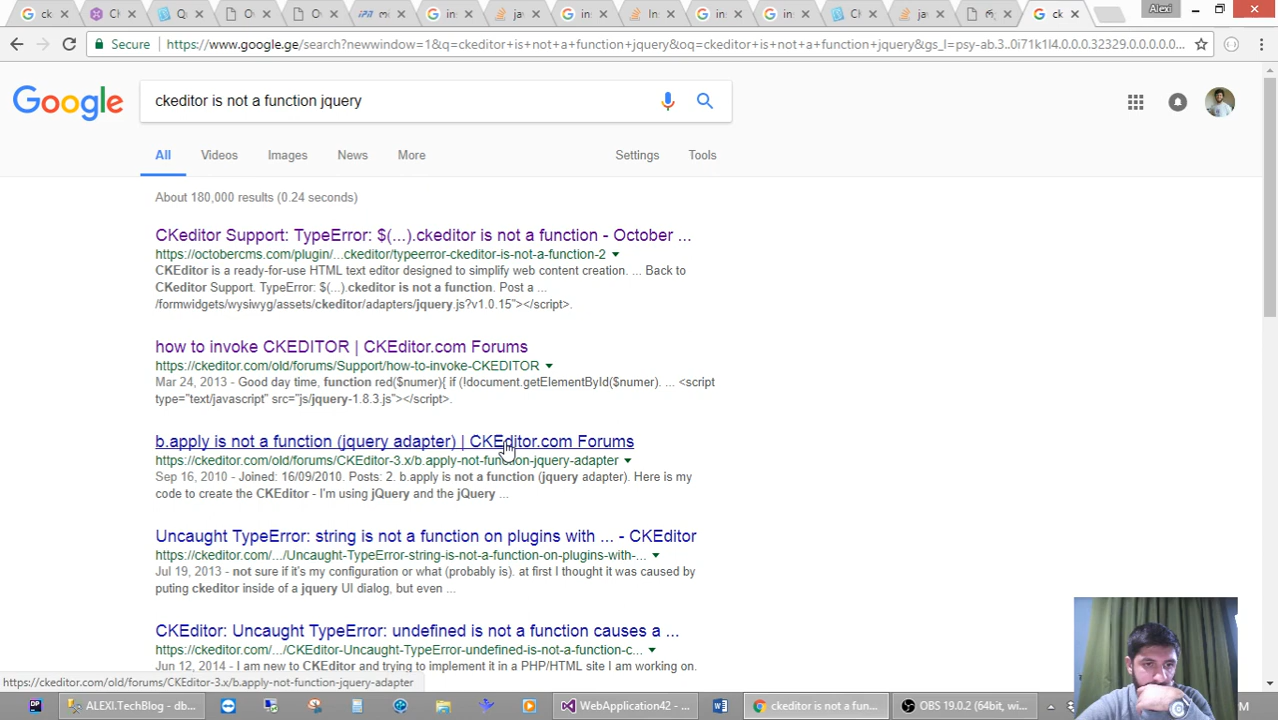 ck
Cl
Q
O
O
m
in
ja
in
In
in
in
Cl
ja
M
ck
Alexi
Secure
https://www.google.ge/search?newwindow=1&q=ckeditor+is+not+a+function+jquery&oq=ckeditor+is+not+a+function+jquery&gs_l=psy-ab.3..0i71k1l4.0.0.0.32329.0.0.0.0.0...
Google
ckeditor is not a function jquery
All
Videos
Images
News
More
Settings
Tools
About 180,000 results (0.24 seconds)
CKeditor Support: TypeError: $(...).ckeditor is not a function - October ...
https://octobercms.com/plugin/...ckeditor/typeerror-ckeditor-is-not-a-function-2
CKEditor is a ready-for-use HTML text editor designed to simplify web content creation. ... Back to
CKeditor Support. TypeError: $(...).ckeditor is not a function. Post a ...
/formwidgets/wysiwyg/assets/ckeditor/adapters/jquery.js?v1.0.15"></script>.
how to invoke CKEDITOR | CKEditor.com Forums
https://ckeditor.com/old/forums/Support/how-to-invoke-CKEDITOR
Mar 24, 2013 - Good day time, function red($numer){ if (!document.getElementById($numer). ... <script
type="text/javascript" src="js/jquery-1.8.3.js"></script>.
b.apply is not a function (jquery adapter) | CKEditor.com Forums
https://ckeditor.com/old/forums/CKEditor-3.x/b.apply-not-function-jquery-adapter
Sep 16, 2010 - Joined: 16/09/2010. Posts: 2. b.apply is not a function (jquery adapter). Here is my
code to create the CKEditor - I'm using jQuery and the jQuery ...
Uncaught TypeError: string is not a function on plugins with ... - CKEditor
https://ckeditor.com/.../Uncaught-TypeError-string-is-not-a-function-on-plugins-with-...
Jul 19, 2013 - not sure if it's my configuration or what (probably is). at first I thought it was caused by
puting ckeditor inside of a jquery UI dialog, but even ...
CKEditor: Uncaught TypeError: undefined is not a function causes a ...
https://ckeditor.com/.../CKEditor-Uncaught-TypeError-undefined-is-not-a-function-c...
Jun 12, 2014 - I am new to CKEditor and trying to implement it in a PHP/HTML site I am working on.
https://ckeditor.com/old/forums/CKEditor-3.x/b.apply-not-function-jquery-adapter
ALEXI.TechBlog - db...
WebApplication42 - ...
ckeditor is not a fun...
OBS 19.0.2 (64bit, wi...